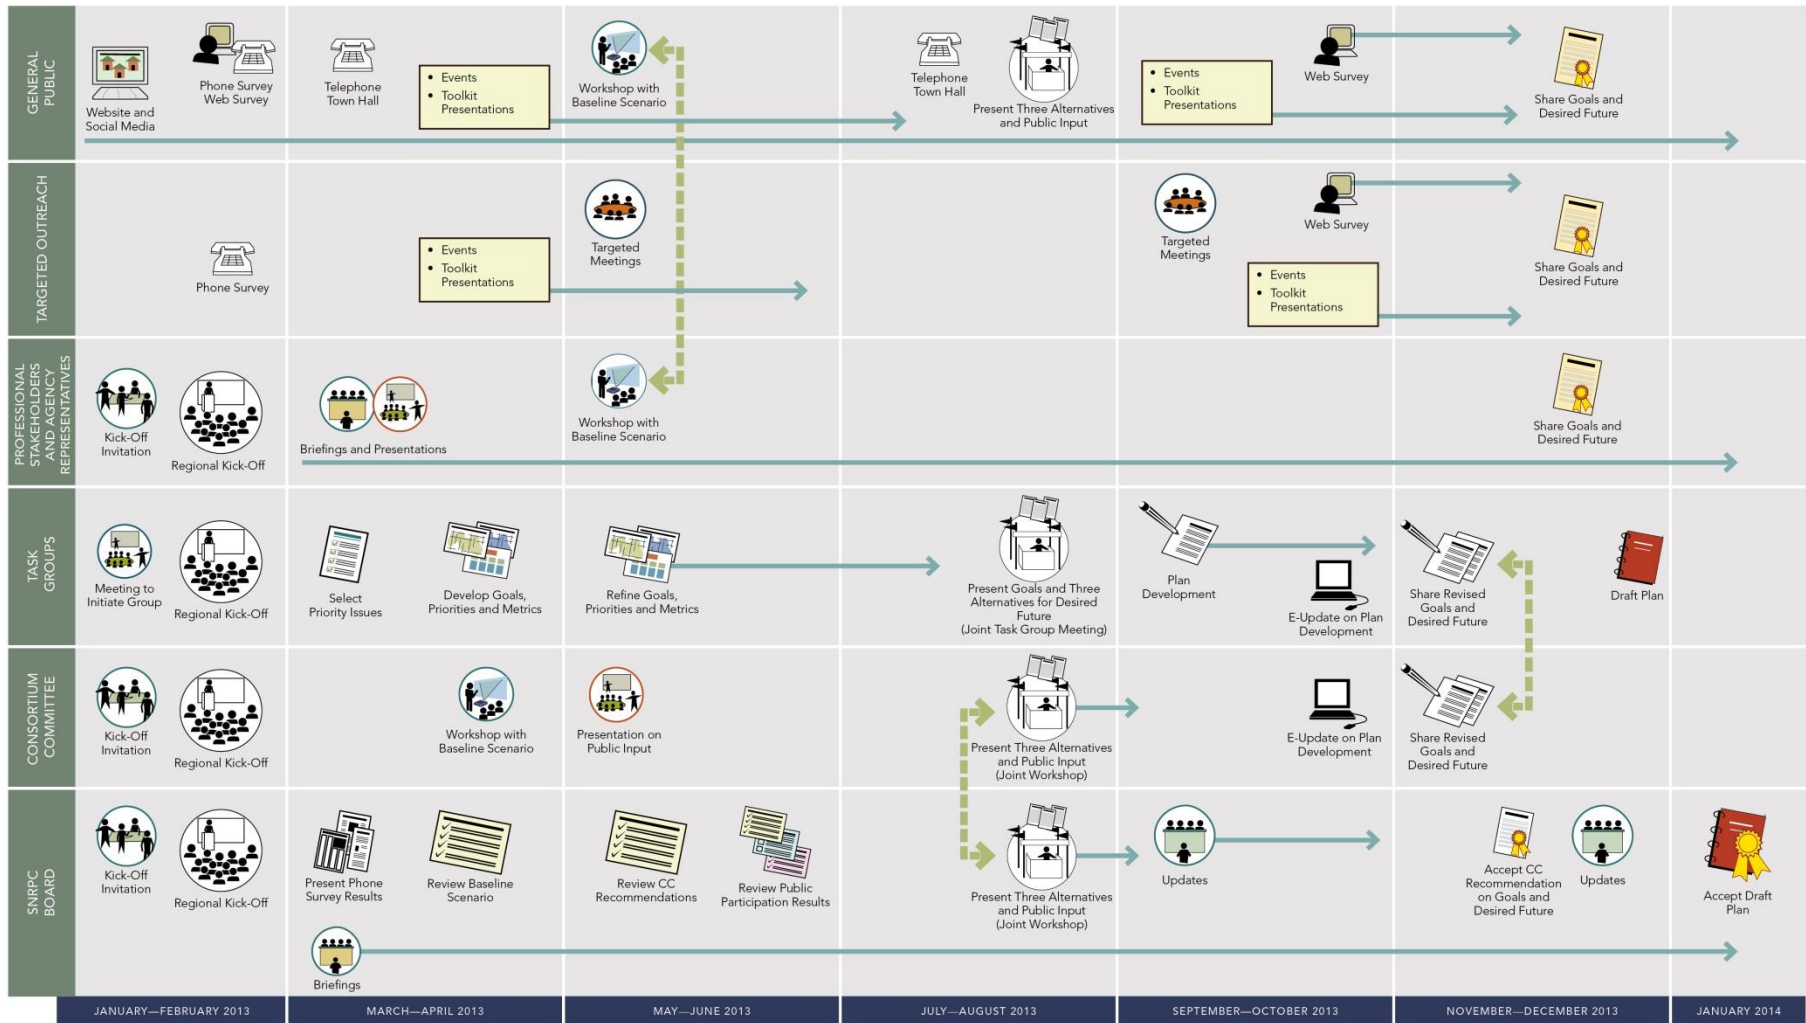 GENERAL
PUBLIC
Website and
Social Media
Phone Survey
Web Survey
Telephone
Town Hall
• Events
• Toolkit
Presentations
Workshop with
Baseline Scenario
Telephone
Town Hall
Present Three Alternatives
and Public Input
• Events
• Toolkit
Presentations
Web Survey
Share Goals and
Desired Future
TARGETED OUTREACH
Phone Survey
• Events
• Toolkit
Presentations
Targeted
Meetings
Targeted
Meetings
Web Survey
• Events
• Toolkit
Presentations
Share Goals and
Desired Future
PROFESSIONAL
STAKEHOLDERS
AND AGENCY
REPRESENTATIVES
Kick-Off
Invitation
Regional Kick-Off
Briefings and Presentations
Workshop with
Baseline Scenario
Share Goals and
Desired Future
TASK
GROUPS
Meeting to
Initiate Group
Regional Kick-Off
Select
Priority Issues
Develop Goals,
Priorities and Metrics
Refine Goals,
Priorities and Metrics
Present Goals and Three
Alternatives for Desired
Future
(Joint Task Group Meeting)
Plan
Development
E-Update on Plan
Development
Share Revised
Goals and
Desired Future
Draft Plan
CONSORTIUM
COMMITTEE
Kick-Off
Invitation
Regional Kick-Off
Workshop with
Baseline Scenario
Presentation on
Public Input
Present Three Alternatives
and Public Input
(Joint Workshop)
E-Update on Plan
Development
Share Revised
Goals and
Desired Future
SNRPC
BOARD
Kick-Off
Invitation
Regional Kick-Off
Present Phone
Survey Results
Review Baseline
Scenario
Review CC
Recommendations
Review Public
Participation Results
Present Three Alternatives
and Public Input
(Joint Workshop)
Updates
Accept CC
Recommendation
on Goals and
Desired Future
Updates
Accept Draft
Plan
Briefings
JANUARY—FEBRUARY 2013
MARCH—APRIL 2013
MAY—JUNE 2013
JULY—AUGUST 2013
SEPTEMBER—OCTOBER 2013
NOVEMBER—DECEMBER 2013
JANUARY 2014